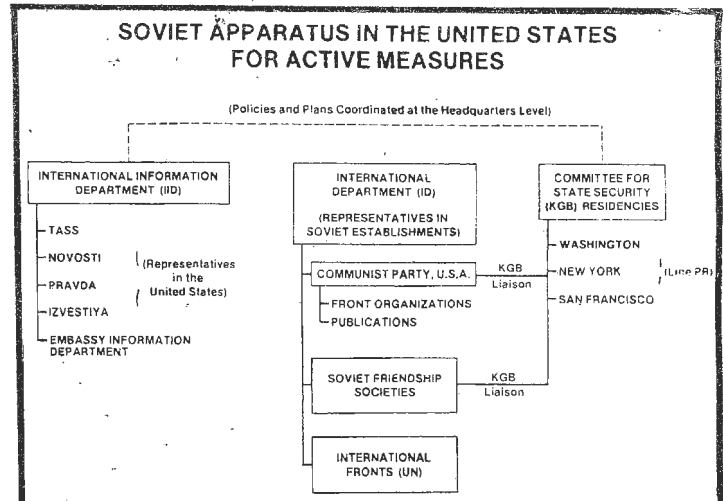 SOVIET APPARATUS IN THE UNITED STATES
FOR ACTIVE MEASURES
(Policies and Plans Coordinated at the Headquarters Level)
INTERNATIONAL INFORMATION
DEPARTMENT (IID)
TASS
NOVOSTI
PRAVDA
IZVESTIYA
EMBASSY INFORMATION
DEPARTMENT
(Representatives
in the
United States)
INTERNATIONAL
DEPARTMENT (ID)
(REPRESENTATIVES IN
SOVIET ESTABLISHMENTS)
COMMUNIST PARTY, U.S.A.
FRONT ORGANIZATIONS
PUBLICATIONS
KGB
Liaison
SOVIET FRIENDSHIP
SOCIETIES
KGB
Liaison
INTERNATIONAL
FRONTS (UN)
COMMITTEE FOR
STATE SECURITY
(KGB) RESIDENCIES
WASHINGTON
NEW YORK
SAN FRANCISCO
(Line PR)